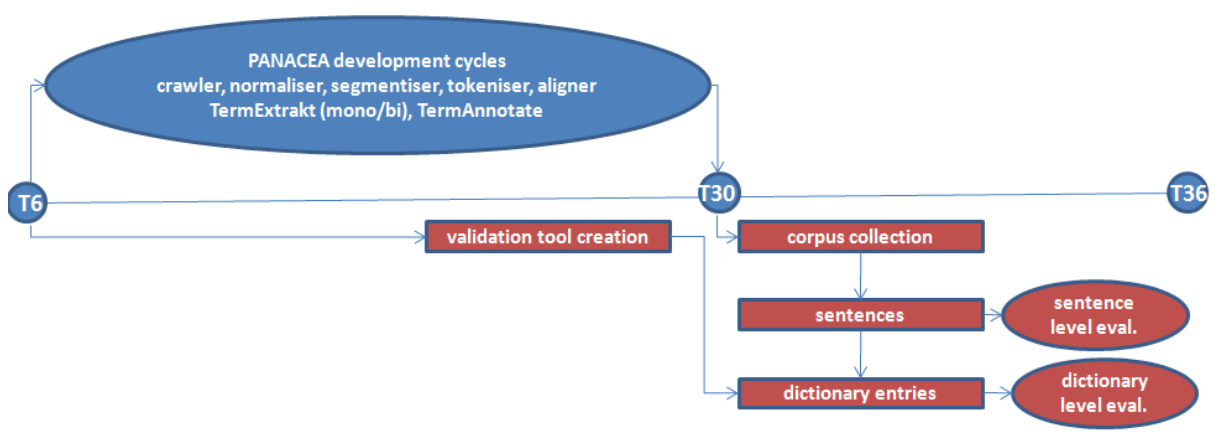 PANACEA development cycles
crawler, normaliser, segmentiser, tokeniser, aligner
TermExtrakt (mono/bi), TermAnnotate
T6
T30
T36
validation tool creation
corpus collection
sentences
sentence
level eval.
dictionary entries
dictionary
level eval.